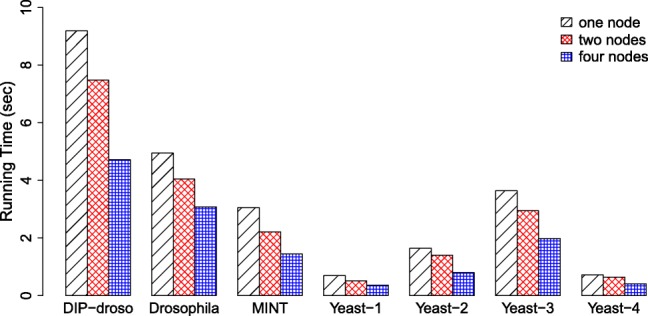 Running Time (sec)
10
8
6
4
2
0
one node
two nodes
four nodes
DIP−droso Drosophila MINT Yeast−1 Yeast−2 Yeast−3 Yeast−4